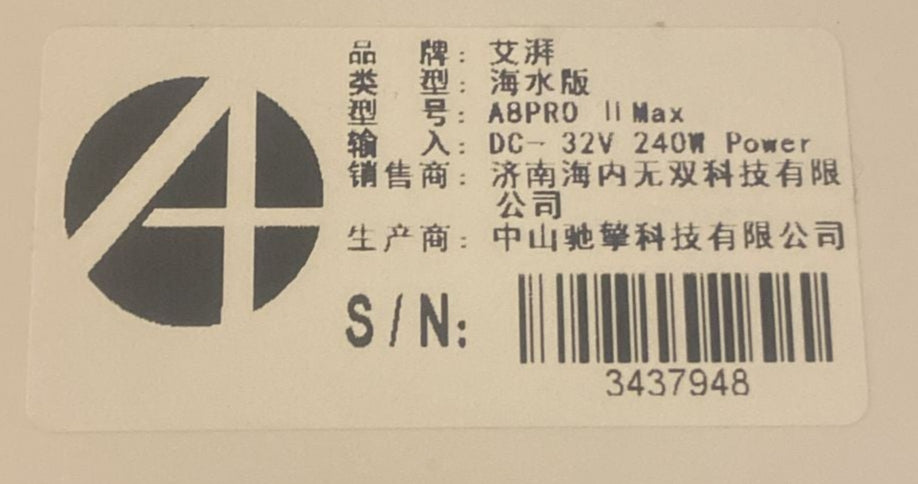 品 牌: 艾湃
类 型: 海水版
型 号: A8PRO II Max
输 入: DC- 32V 240W Power
销售商: 济南海内无双科技有限
公司
生产商: 中山驰擎科技有限公司
S/N:
3437948